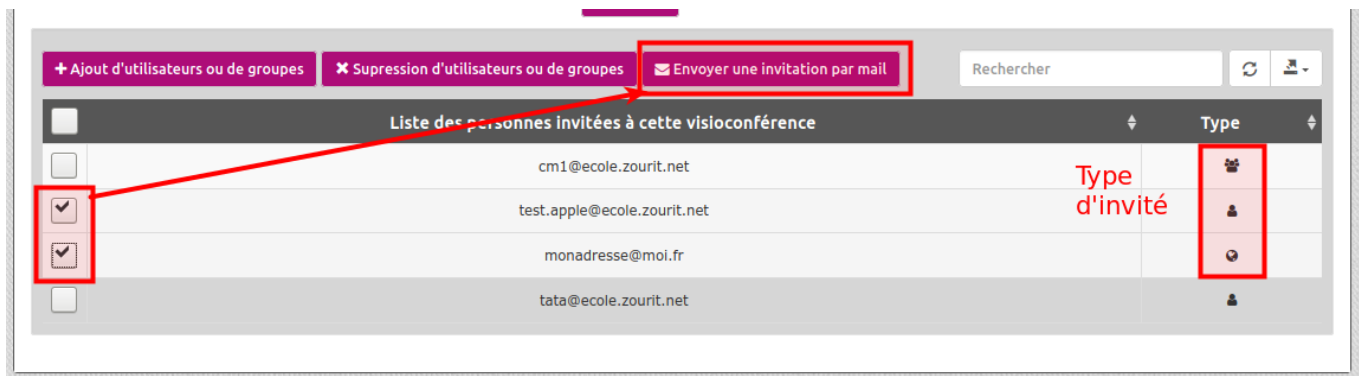 Ajout d'utilisateurs ou de groupes
Supression d'utilisateurs ou de groupes
Envoyer une invitation par mail
Rechercher
Liste des personnes invitées à cette visioconférence
Type
cm1@ecole.zourit.net
Type
d'invité
test.apple@ecole.zourit.net
monadresse@moi.fr
tata@ecole.zourit.net